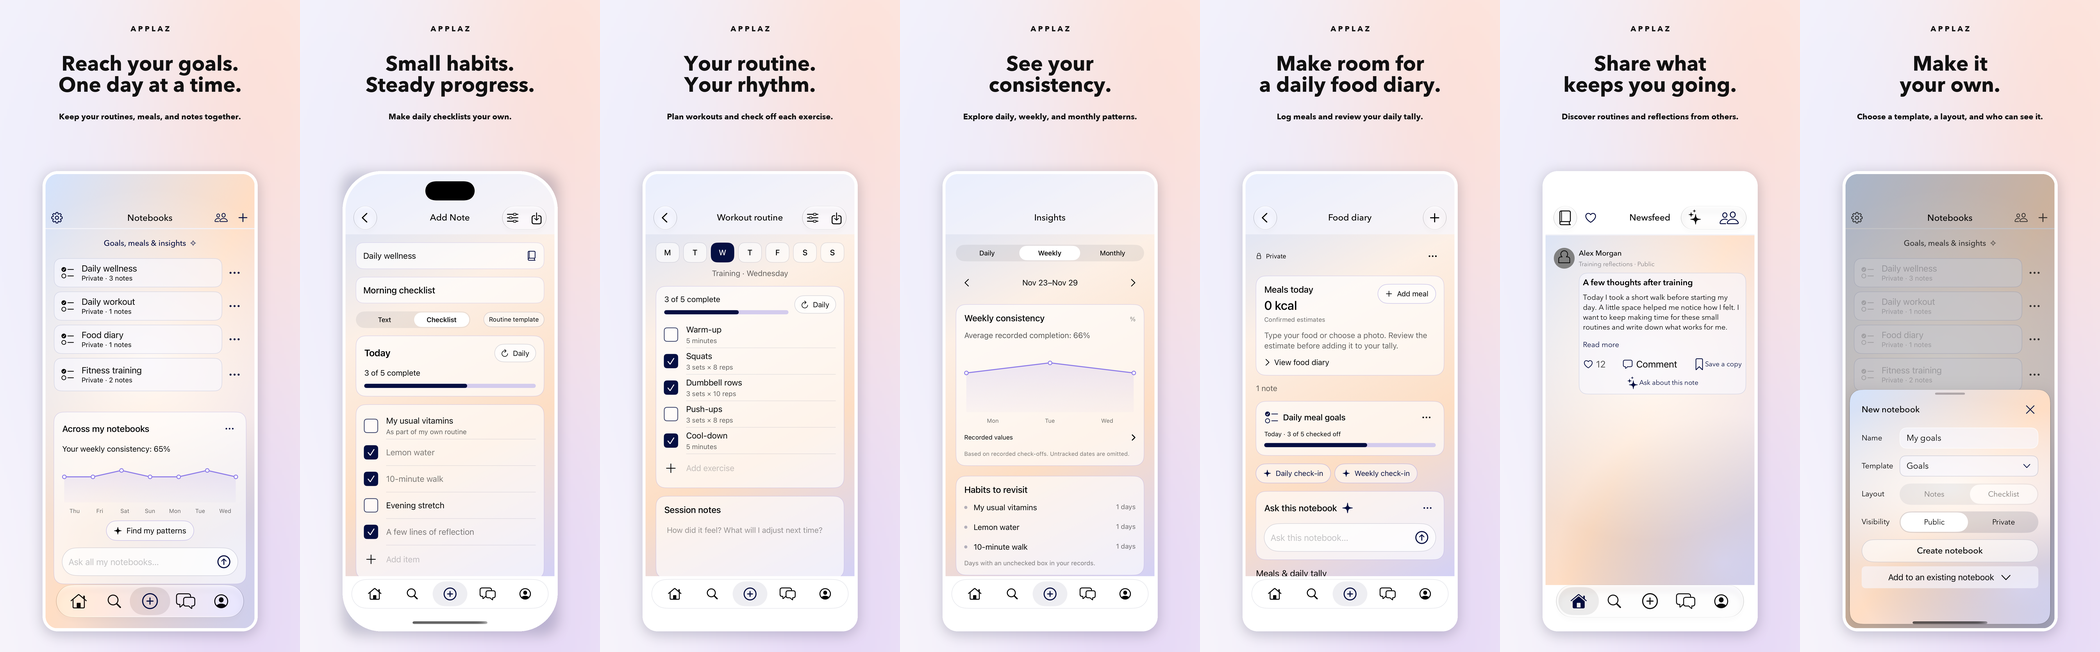 APPLAZ
Reach your goals.
One day at a time.
Keep your routines, meals, and notes together.
Notebooks
Goals, meals & insights
Daily wellness
Private · 3 notes
Daily workout
Private · 1 notes
Food diary
Private · 1 notes
Fitness training
Private · 2 notes
Across my notebooks
Your weekly consistency: 65%
Thu Fri Sat Sun Mon Tue Wed
Find my patterns
Ask all my notebooks...
APPLAZ
Small habits.
Steady progress.
Make daily checklists your own.
Add Note
Daily wellness
Morning checklist
Text Checklist Routine template
Today Daily
3 of 5 complete
My usual vitamins
As part of my own routine
Lemon water
10-minute walk
Evening stretch
A few lines of reflection
Add item
APPLAZ
Your routine.
Your rhythm.
Plan workouts and check off each exercise.
Workout routine
M T W T F S S
Training · Wednesday
3 of 5 complete Daily
Warm-up
5 minutes
Squats
3 sets × 8 reps
Dumbbell rows
3 sets × 10 reps
Push-ups
3 sets × 8 reps
Cool-down
5 minutes
Add exercise
Session notes
How did it feel? What will I adjust next time?
APPLAZ
See your
consistency.
Explore daily, weekly, and monthly patterns.
Insights
Daily Weekly Monthly
Nov 23–Nov 29
Weekly consistency %
Average recorded completion: 66%
Mon Tue Wed
Recorded values
Based on recorded check-offs. Untracked dates are omitted.
Habits to revisit
My usual vitamins 1 days
Lemon water 1 days
10-minute walk 1 days
Days with an unchecked box in your records.
APPLAZ
Make room for
a daily food diary.
Log meals and review your daily tally.
Food diary
Private
Meals today
Add meal
0 kcal
Confirmed estimates
Type your food or choose a photo. Review the
estimate before adding it to your tally.
View food diary
1 note
Daily meal goals
Today · 3 of 5 checked off
Daily check-in Weekly check-in
Ask this notebook
Ask this notebook...
Meals & daily tally
APPLAZ
Share what
keeps you going.
Discover routines and reflections from others.
Newsfeed
Alex Morgan
Training reflections · Public
A few thoughts after training
Today I took a short walk before starting my
day. A little space helped me notice how I felt. I
want to keep making time for these small
routines and write down what works for me.
Read more
12 Comment Save a copy
Ask about this note
APPLAZ
Make it
your own.
Choose a template, a layout, and who can see it.
Notebooks
Goals, meals & insights
Daily wellness
Private · 3 notes
Daily workout
Private · 1 notes
Food diary
Private · 1 notes
Fitness training
Private · 2 notes
New notebook
Name My goals
Template Goals
Layout Notes Checklist
Visibility Public Private
Create notebook
Add to an existing notebook